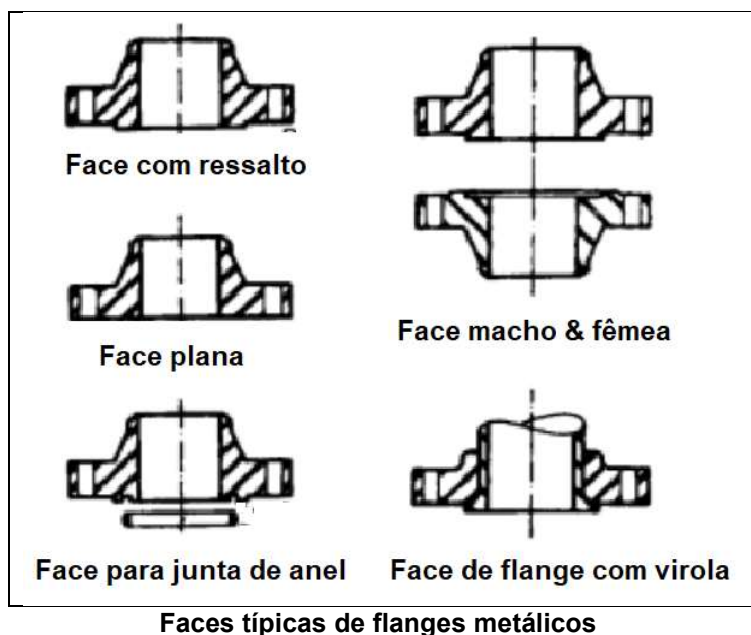 Face com ressalto
Face plana
Face macho & fêmea
Face para junta de anel
Face de flange com virola
Faces típicas de flanges metálicos